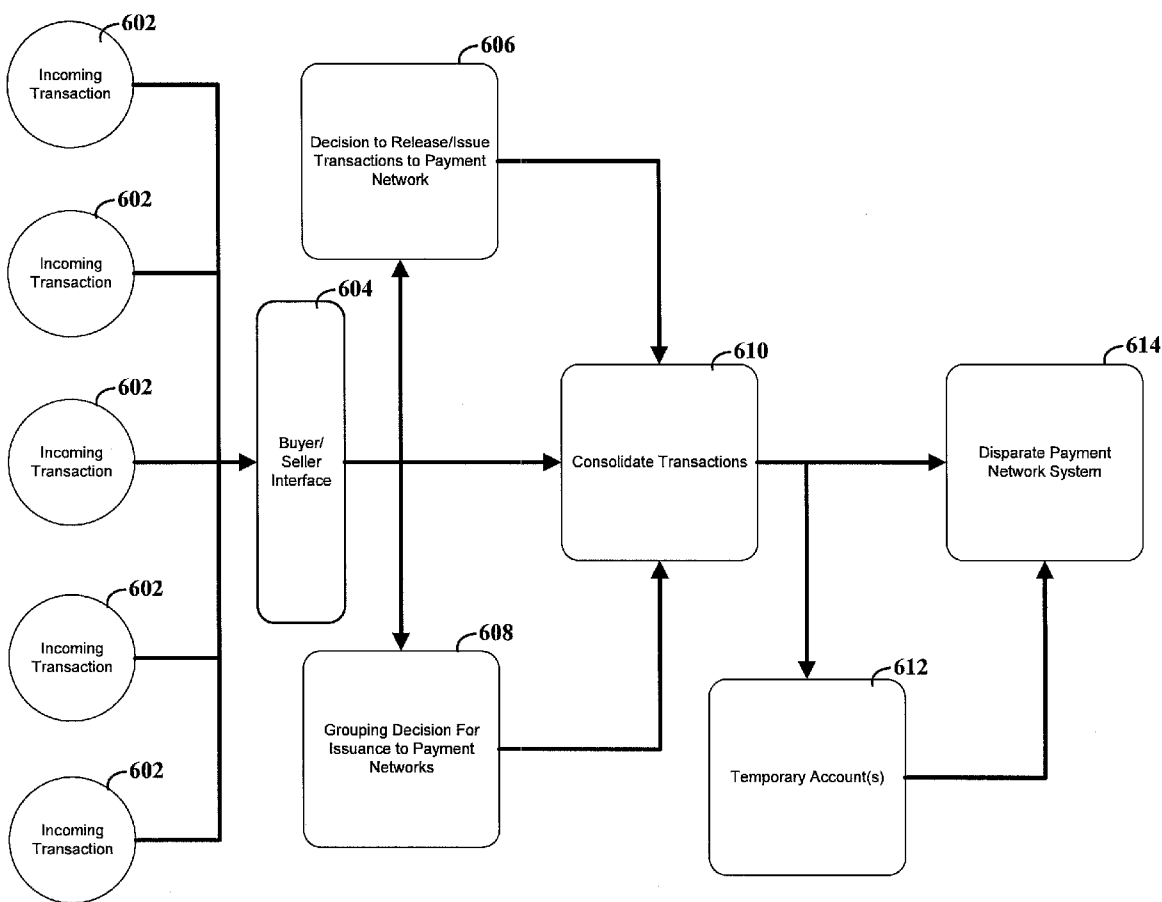 602
Incoming
Transaction
602
Incoming
Transaction
602
Incoming
Transaction
602
Incoming
Transaction
602
Incoming
Transaction
604
Buyer/
Seller
Interface
606
Decision to Release/Issue
Transactions to Payment
Network
608
Grouping Decision For
Issuance to Payment
Networks
610
Consolidate Transactions
612
Temporary Account(s)
614
Disparate Payment
Network System